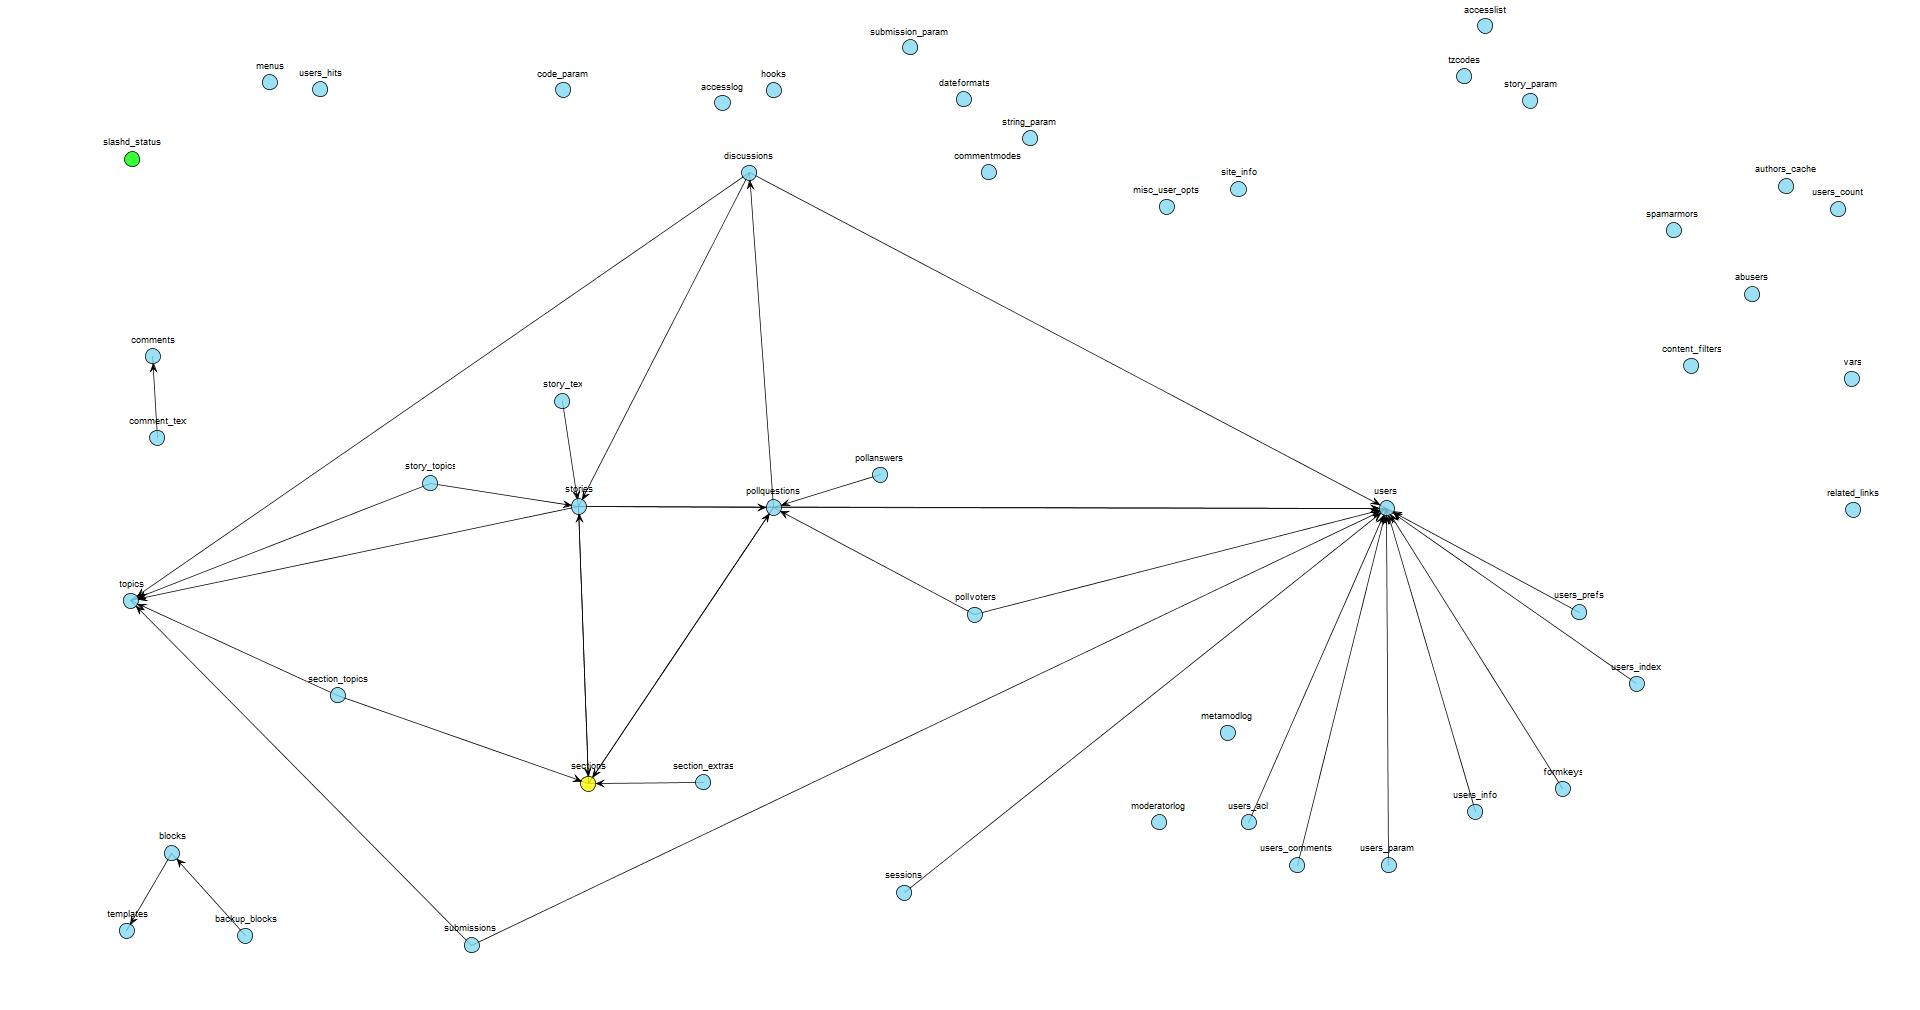 accesslist
submission_param
tzcodes
menus
users_hits
code_param
hooks
accesslog
dateformats
story_param
string_param
slashd_status
discussions
commentmodes
authors_cache
site_info
misc_user_opts
users_count
spamarmors
abusers
comments
content_filters
vars
story_tex
comment_tex
pollanswers
story_topics
stories
pollquestions
users
related_links
topics
pollvoters
users_prefs
users_index
section_topics
metamodlog
sections
section_extras
formkeys
users_info
moderatorlog
users_acl
blocks
users_comments
users_param
sessions
templates
backup_blocks
submissions